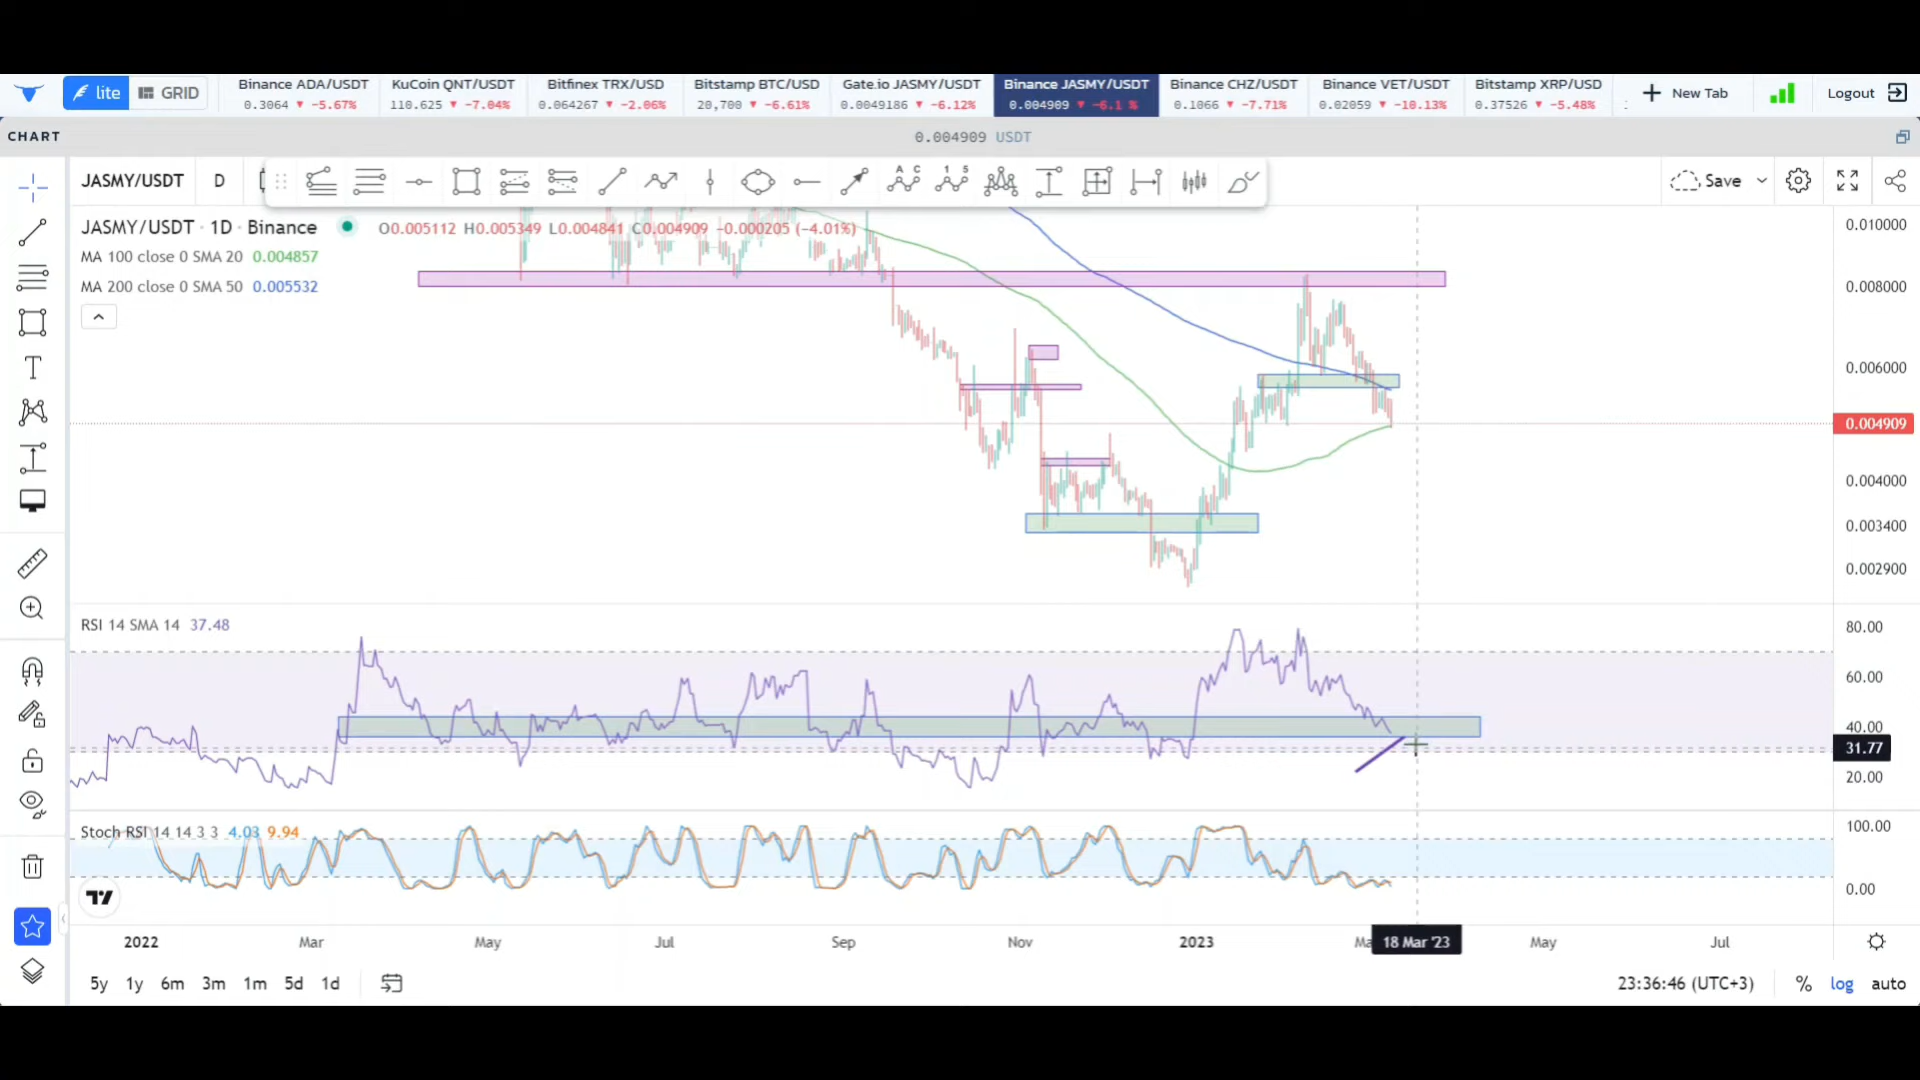 lite GRID
Binance ADA/USDT KuCoin QNT/USDT Bitfinex TRX/USD Bitstamp BTC/USD Gate.io JASMY/USDT Binance JASMY/USDT Binance CHZ/USDT Binance VET/USDT Bitstamp XRP/USD
0.3064 ▼ -5.67% 110.625 ▼ -7.04% 0.064267 ▼ -2.06% 20,700 ▼ -6.61% 0.0049186 ▼ -6.12% 0.004909 ▼ -6.1 % 0.1066 ▼ -7.71% 0.02059 ▼ -10.13% 0.37526 ▼ -5.48%
New Tab Logout
CHART 0.004909 USDT
JASMY/USDT D Save
JASMY/USDT · 1D · Binance O0.005112 H0.005349 L0.004841 C0.004909 −0.000205 (−4.01%)
MA 100 close 0 SMA 20 0.004857
MA 200 close 0 SMA 50 0.005532
0.010000
0.008000
0.006000
0.004909
0.004000
0.003400
0.002900
RSI 14 SMA 14 37.48
80.00
60.00
40.00
31.77
20.00
Stoch RSI 14 14 3 3 4.03 9.94
100.00
0.00
2022 Mar May Jul Sep Nov 2023 18 Mar '23 May Jul
5y 1y 6m 3m 1m 5d 1d 23:36:46 (UTC+3) % log auto